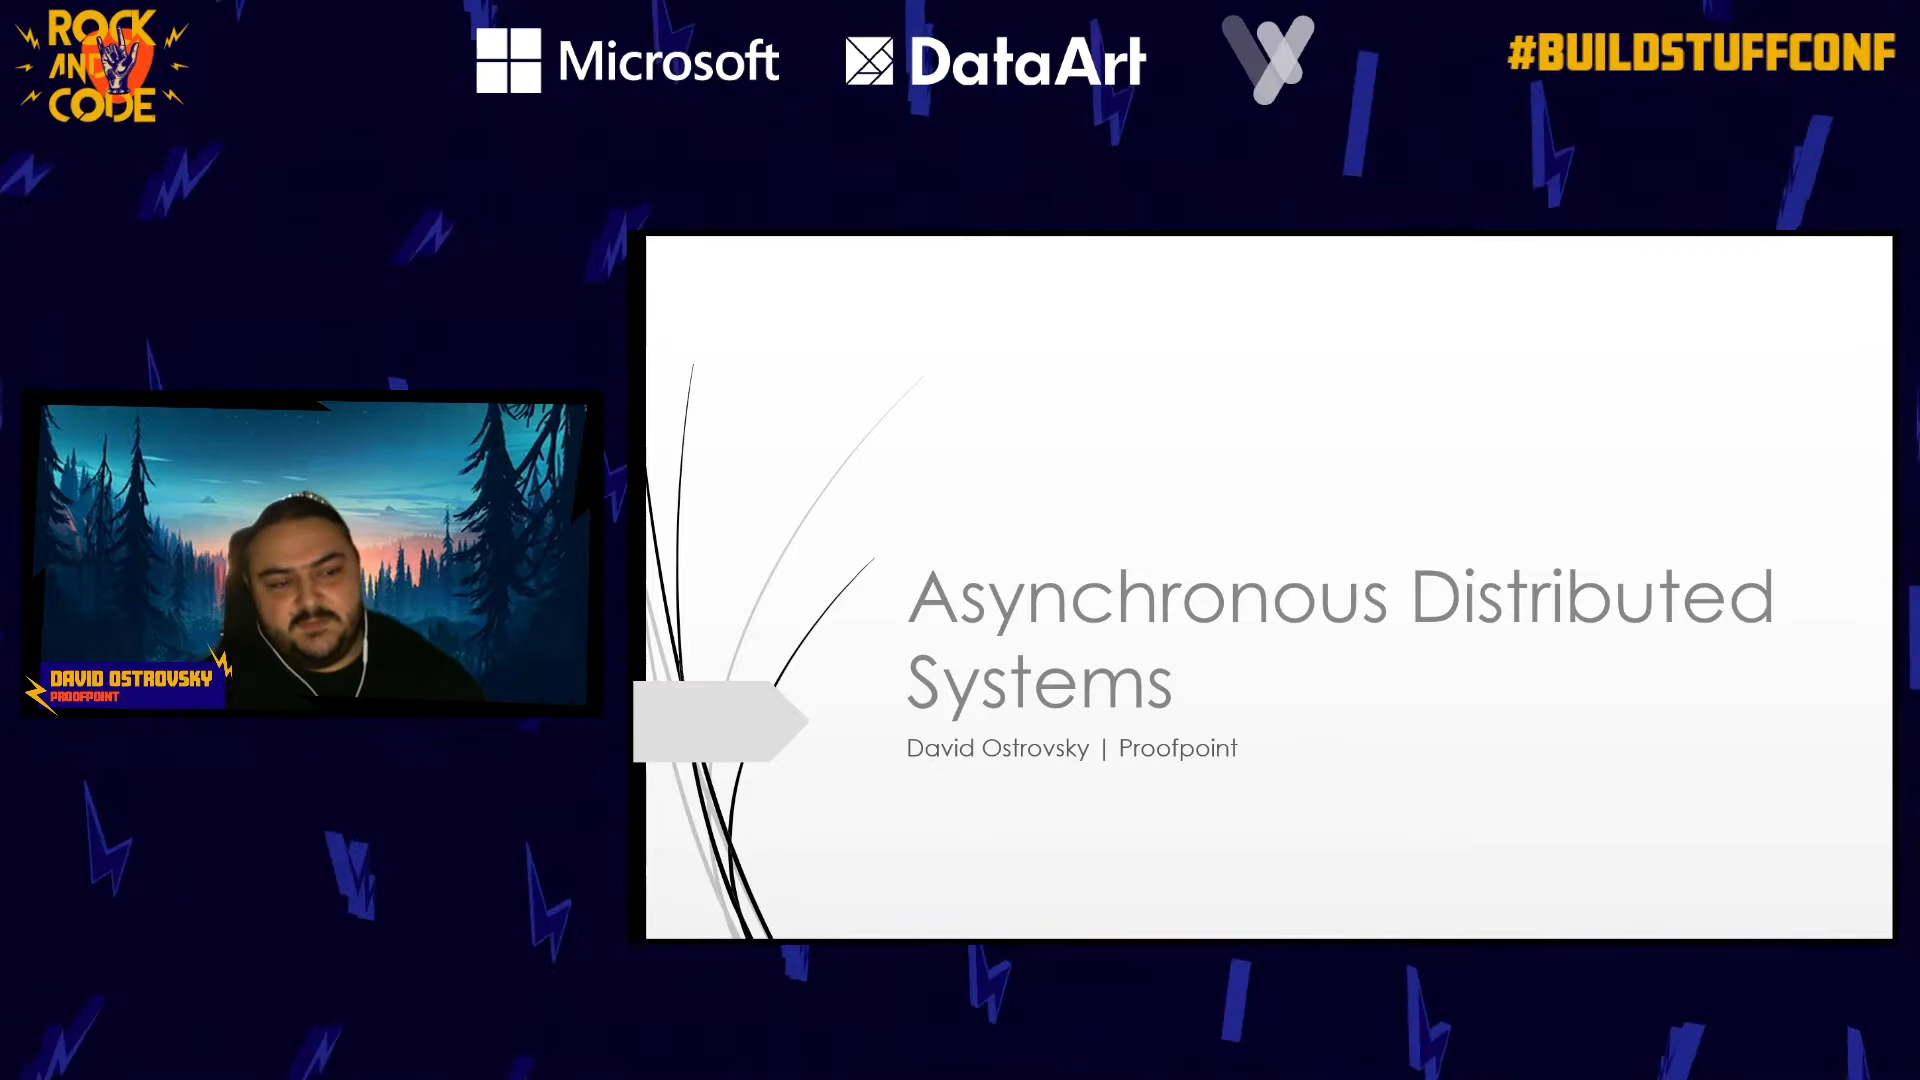 ROCK
AND
CODE
Microsoft
DataArt
#BUILDSTUFFCONF
DAVID OSTROVSKY
PROOFPOINT
Asynchronous Distributed
Systems
David Ostrovsky | Proofpoint